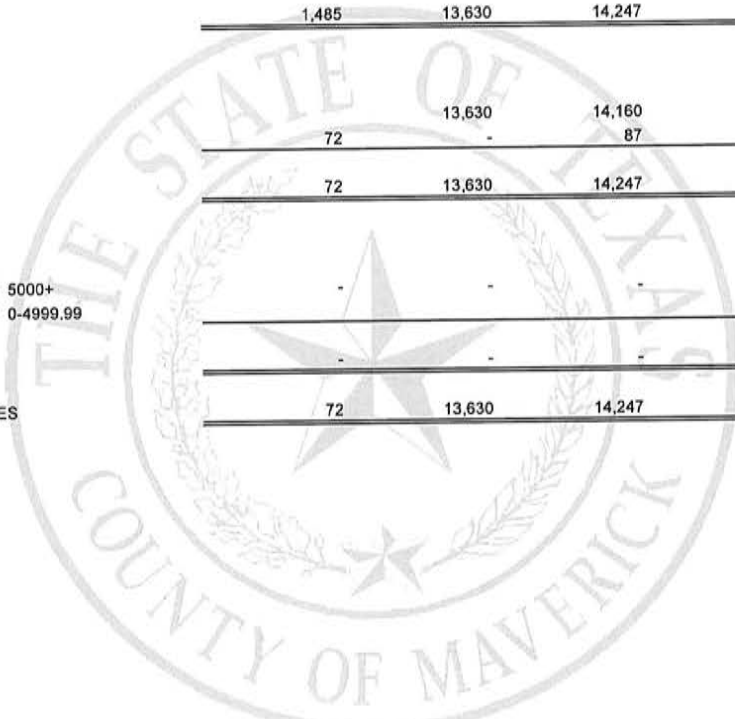 1,485 13,630 14,247
13,630 14,160
72 - 87
72 13,630 14,247
5000+ - - -
0-4999.99
- - -
ES 72 13,630 14,247
THE STATE OF TEXAS
COUNTY OF MAVERICK